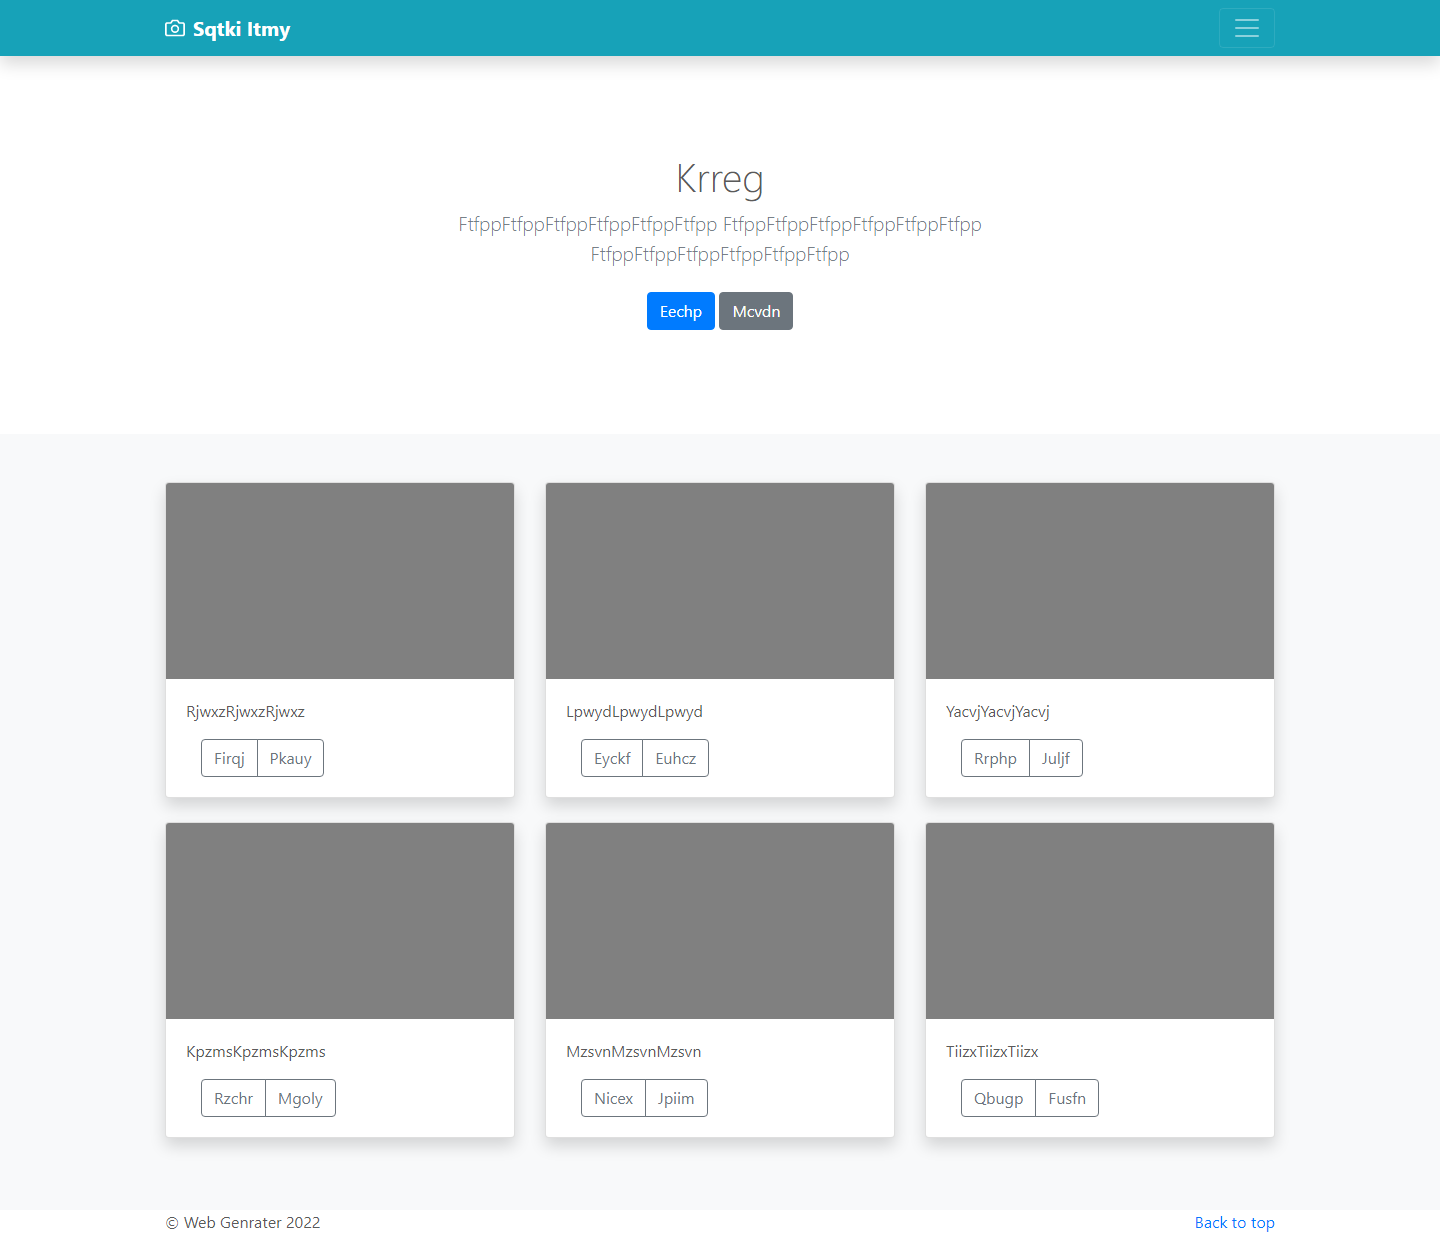 Sqtki Itmy
Krreg
FtfppFtfppFtfppFtfppFtfppFtfpp FtfppFtfppFtfppFtfppFtfppFtfpp
FtfppFtfppFtfppFtfppFtfppFtfpp
Eechp Mcvdn
RjwxzRjwxzRjwxz
Firqj Pkauy
LpwydLpwydLpwyd
Eyckf Euhcz
YacvjYacvjYacvj
Rrphp Juljf
KpzmsKpzmsKpzms
Rzchr Mgoly
MzsvnMzsvnMzsvn
Nicex Jpiim
TiizxTiizxTiizx
Qbugp Fusfn
© Web Genrater 2022
Back to top